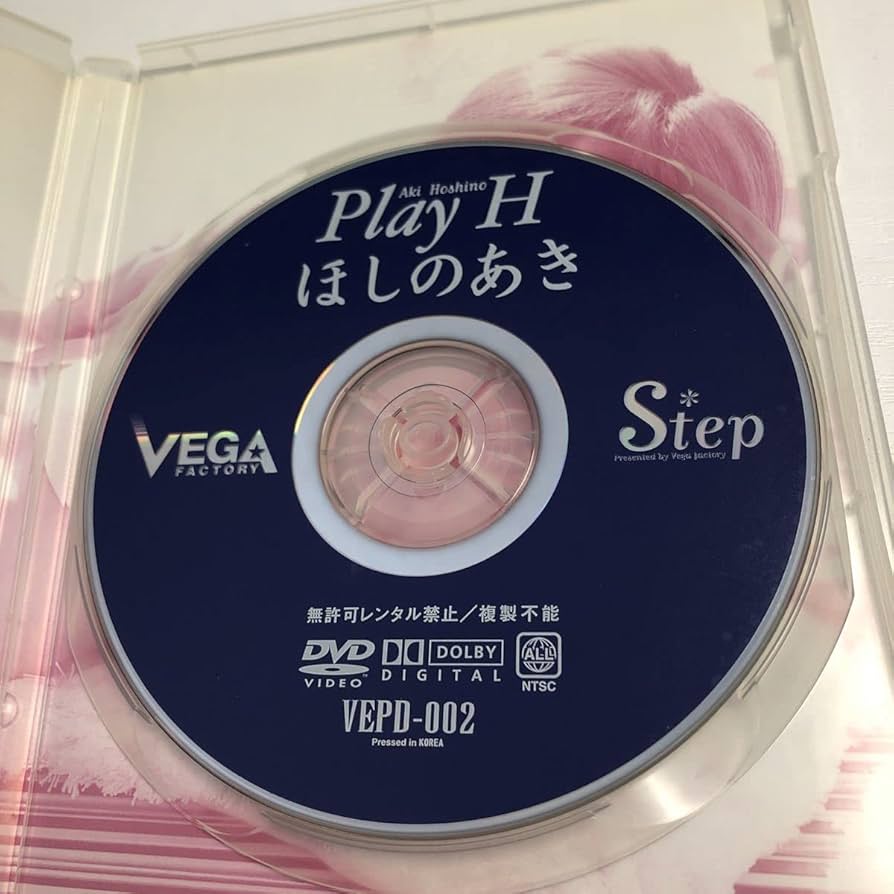 Aki Hoshino
Play H
ほしのあき
VEGA
FACTORY
S*tep
Presented by Vega factory
無許可レンタル禁止／複製不能
DVD
VIDEO
DOLBY
DIGITAL
ALL
NTSC
VEPD-002
Pressed in KOREA